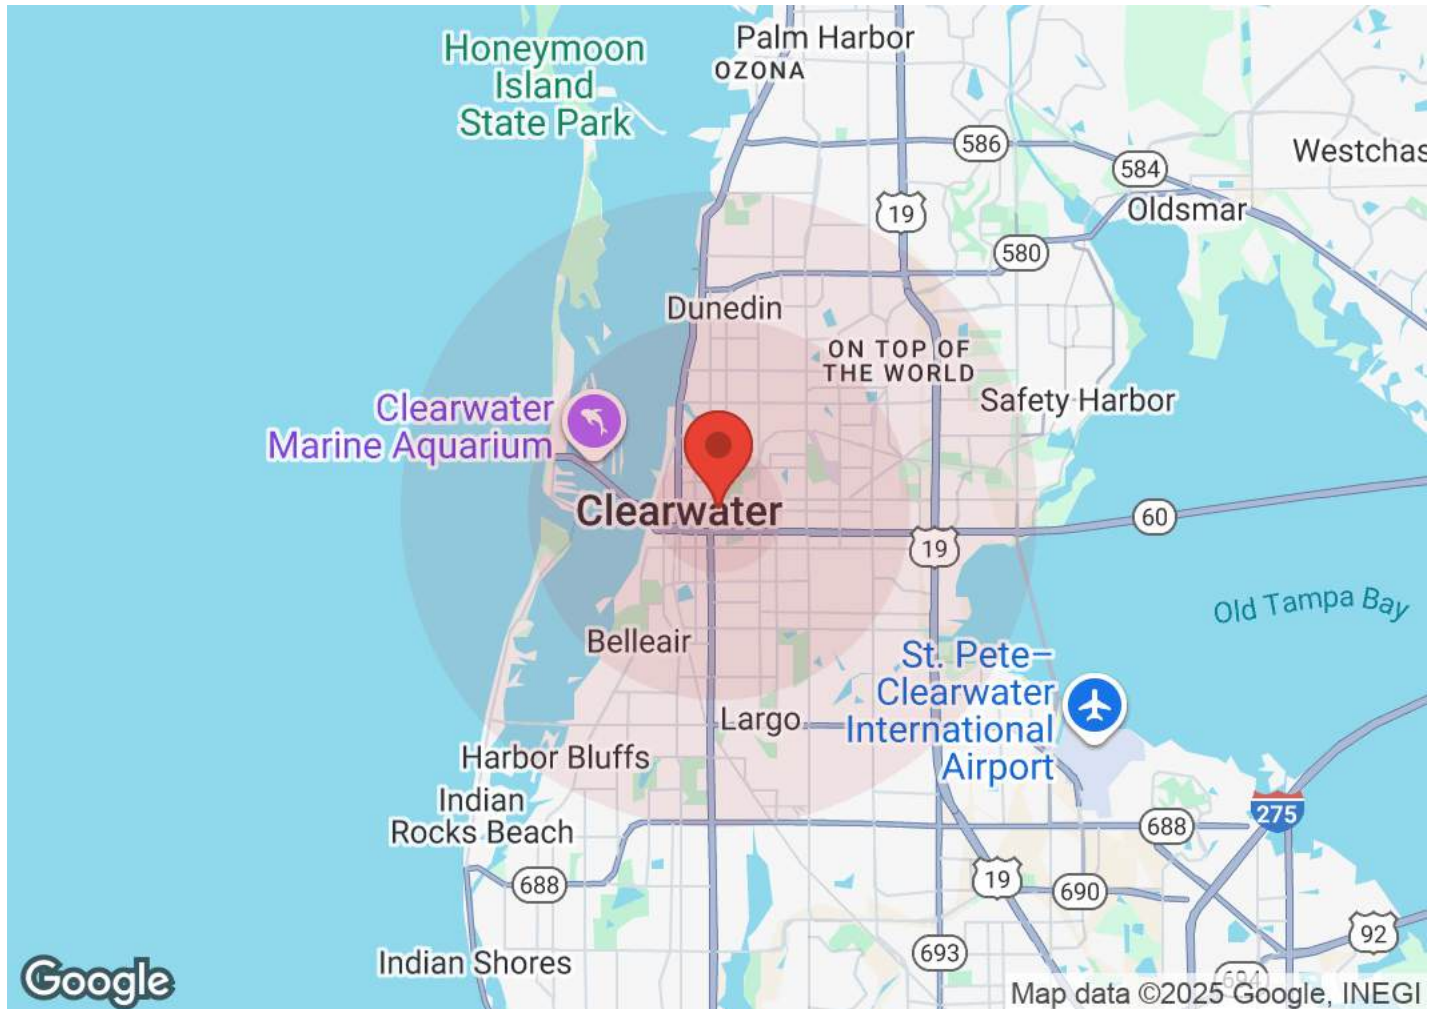 Palm Harbor
OZONA
Honeymoon
Island
State Park
586
584
Westchas
19
Oldsmar
580
Dunedin
ON TOP OF
THE WORLD
Safety Harbor
Clearwater
Marine Aquarium
Clearwater
60
19
Old Tampa Bay
Belleair
St. Pete–
Clearwater
International
Airport
Largo
Harbor Bluffs
Indian
Rocks Beach
275
688
688
19
690
92
693
Indian Shores
694
Google
Map data ©2025 Google, INEGI